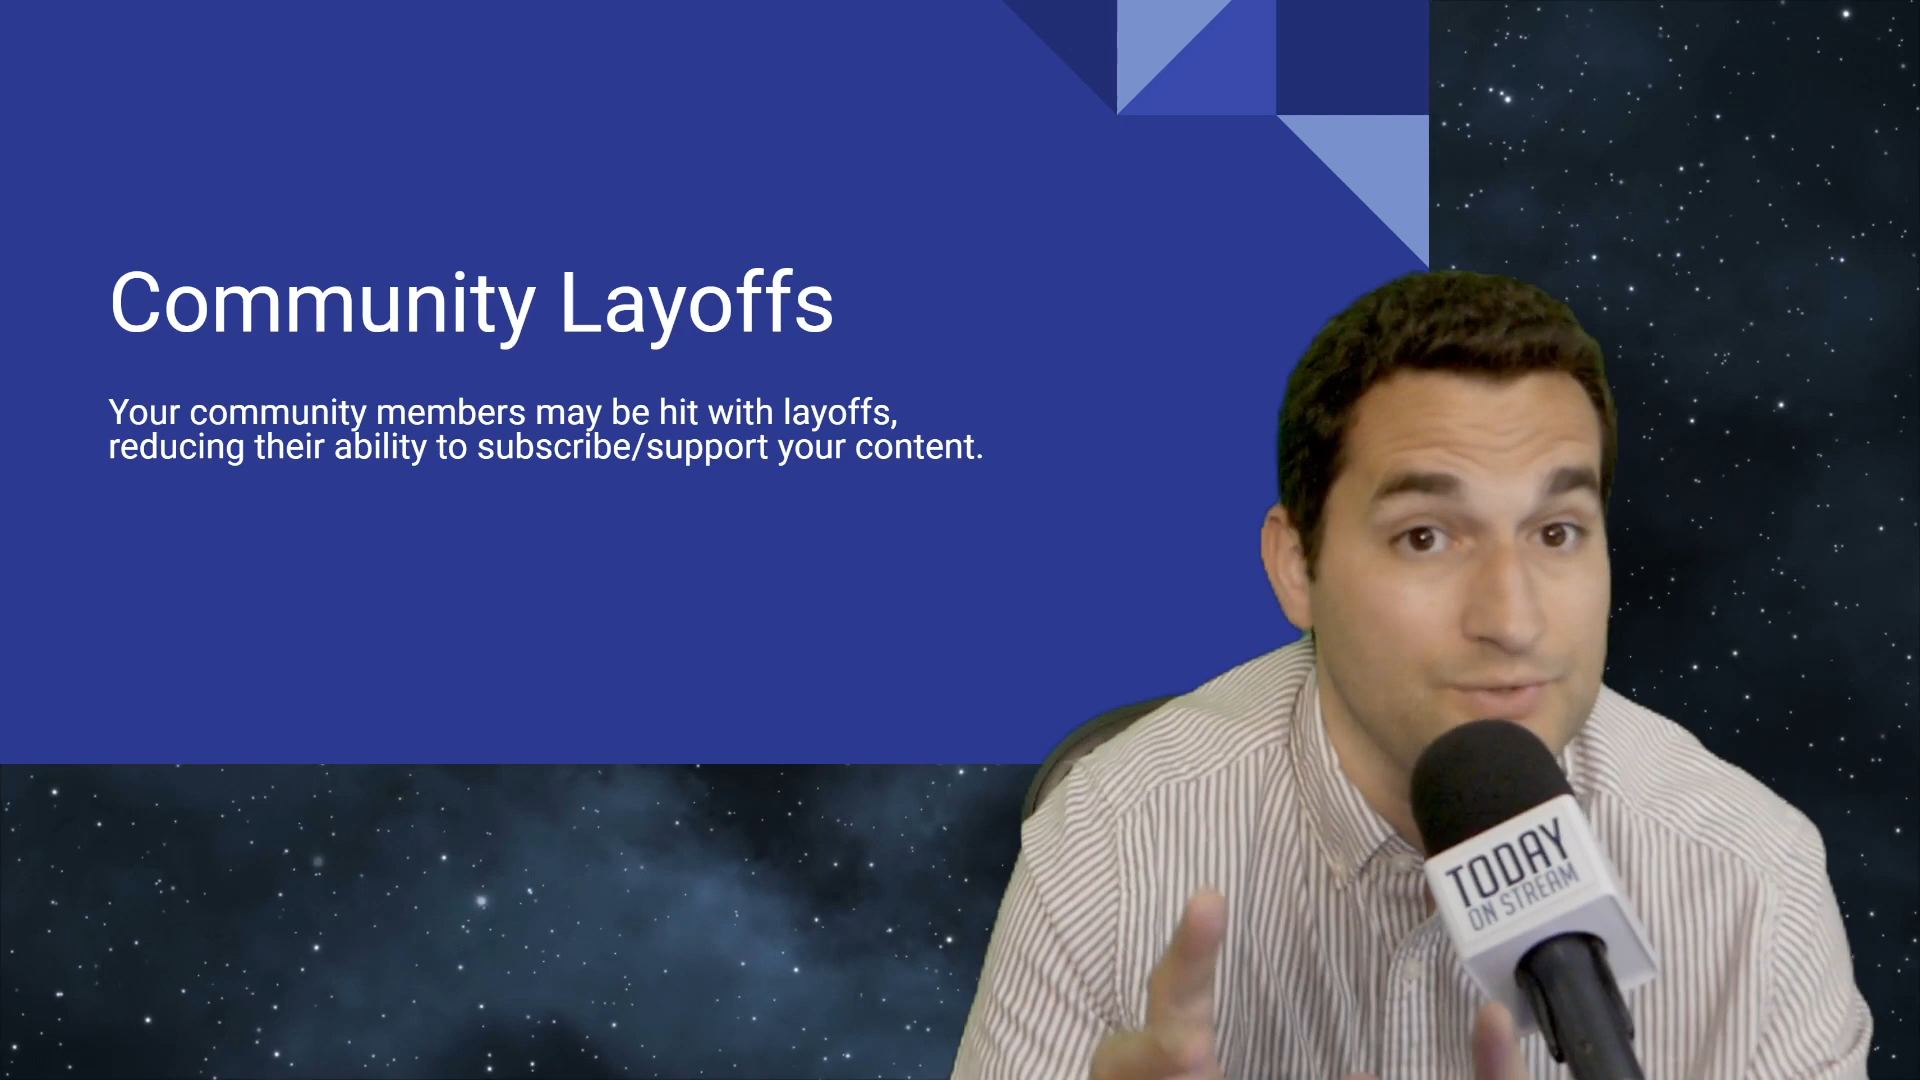 Community Layoffs
Your community members may be hit with layoffs,
reducing their ability to subscribe/support your content.
TODAY
ON STREAM